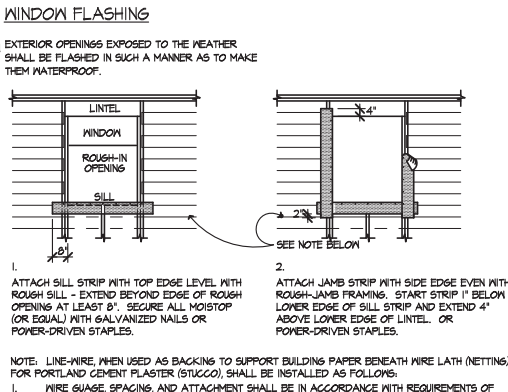 WINDOW FLASHING
EXTERIOR OPENINGS EXPOSED TO THE WEATHER
SHALL BE FLASHED IN SUCH A MANNER AS TO MAKE
THEM WATERPROOF.
LINTEL
WINDOW
ROUGH-IN
OPENING
SILL
8"
4"
2"
SEE NOTE BELOW
1.
ATTACH SILL STRIP WITH TOP EDGE LEVEL WITH
ROUGH SILL - EXTEND BEYOND EDGE OF ROUGH
OPENING AT LEAST 8". SECURE ALL MOISTOP
(OR EQUAL) WITH GALVANIZED NAILS OR
POWER-DRIVEN STAPLES.
2.
ATTACH JAMB STRIP WITH SIDE EDGE EVEN WITH
ROUGH-JAMB FRAMING. START STRIP 1" BELOW
LOWER EDGE OF SILL STRIP AND EXTEND 4"
ABOVE LOWER EDGE OF LINTEL. OR
POWER-DRIVEN STAPLES.
NOTE: LINE-WIRE, WHEN USED AS BACKING TO SUPPORT BUILDING PAPER BENEATH WIRE LATH (NETTING)
FOR PORTLAND CEMENT PLASTER (STUCCO), SHALL BE INSTALLED AS FOLLOWS:
1. WIRE GUAGE, SPACING, AND ATTACHMENT SHALL BE IN ACCORDANCE WITH REQUIREMENTS OF